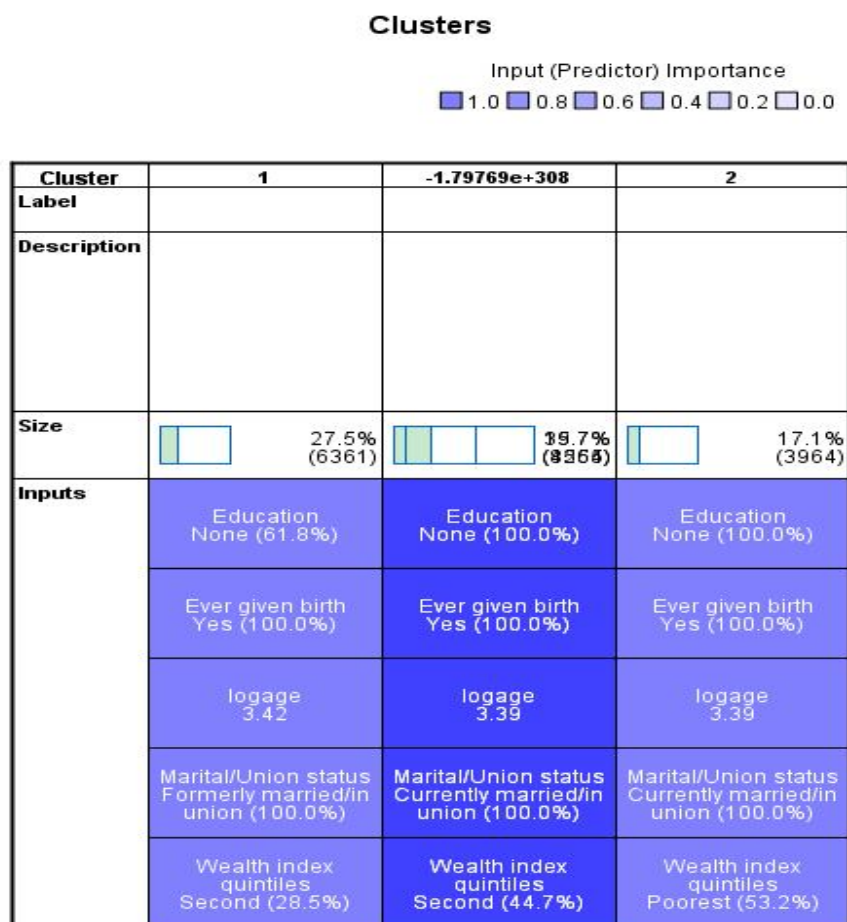 Clusters
Input (Predictor) Importance
1.0 0.8 0.6 0.4 0.2 0.0
Cluster 1 -1.79769e+308 2
Label
Description
Size
27.5% 17.1%
(6361) (3964)
Inputs
Education Education Education
None (61.8%) None (100.0%) None (100.0%)
Ever given birth Ever given birth Ever given birth
Yes (100.0%) Yes (100.0%) Yes (100.0%)
logage logage logage
3.42 3.39 3.39
Marital/Union status Marital/Union status Marital/Union status
Formerly married/in Currently married/in Currently married/in
union (100.0%) union (100.0%) union (100.0%)
Wealth index Wealth index Wealth index
quintiles quintiles quintiles
Second (28.5%) Second (44.7%) Poorest (53.2%)